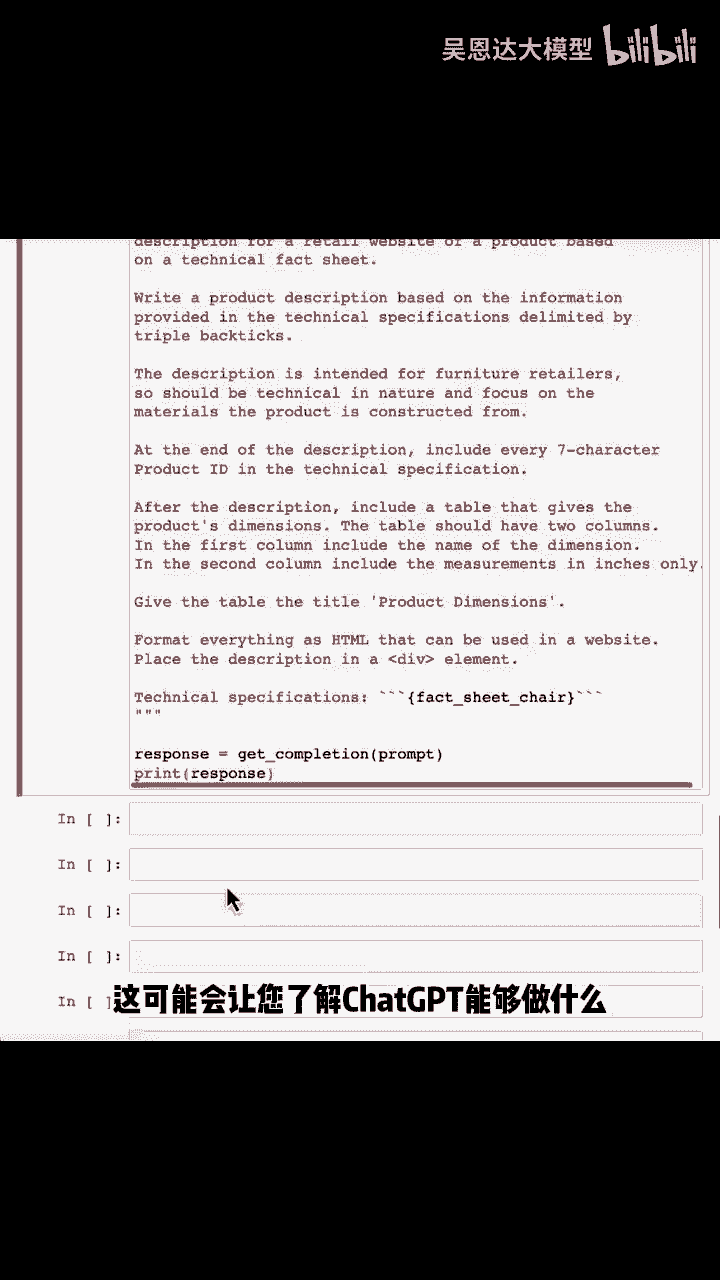 吴恩达大模型 bilibili
description for a retail website of a product based
on a technical fact sheet.
Write a product description based on the information
provided in the technical specifications delimited by
triple backticks.
The description is intended for furniture retailers,
so should be technical in nature and focus on the
materials the product is constructed from.
At the end of the description, include every 7-character
Product ID in the technical specification.
After the description, include a table that gives the
product's dimensions. The table should have two columns.
In the first column include the name of the dimension.
In the second column include the measurements in inches only.
Give the table the title 'Product Dimensions'.
Format everything as HTML that can be used in a website.
Place the description in a <div> element.
Technical specifications: ```{fact_sheet_chair}```
"""
response = get_completion(prompt)
print(response)
In [ ]:
In [ ]:
In [ ]:
In [ ]:
In [ ]:
这可能会让您了解ChatGPT能够做什么